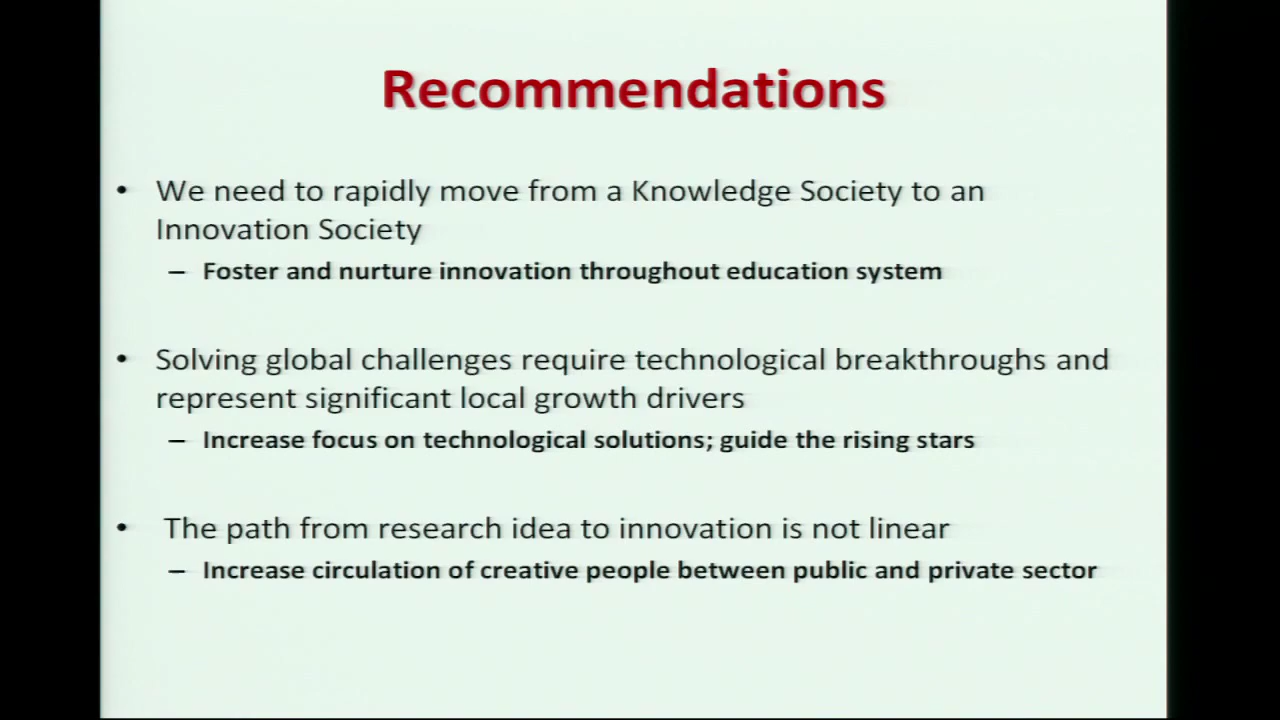 Recommendations
• We need to rapidly move from a Knowledge Society to an
Innovation Society
– Foster and nurture innovation throughout education system
• Solving global challenges require technological breakthroughs and
represent significant local growth drivers
– Increase focus on technological solutions; guide the rising stars
• The path from research idea to innovation is not linear
– Increase circulation of creative people between public and private sector